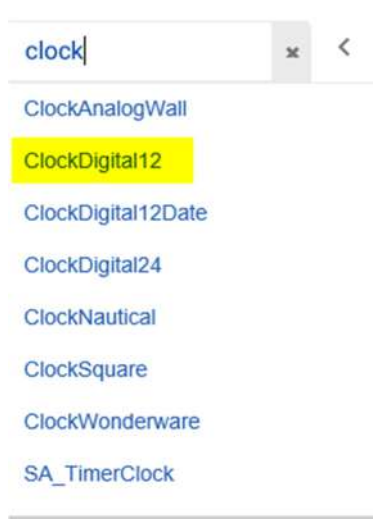 clock
ClockAnalogWall
ClockDigital12
ClockDigital12Date
ClockDigital24
ClockNautical
ClockSquare
ClockWonderware
SA_TimerClock